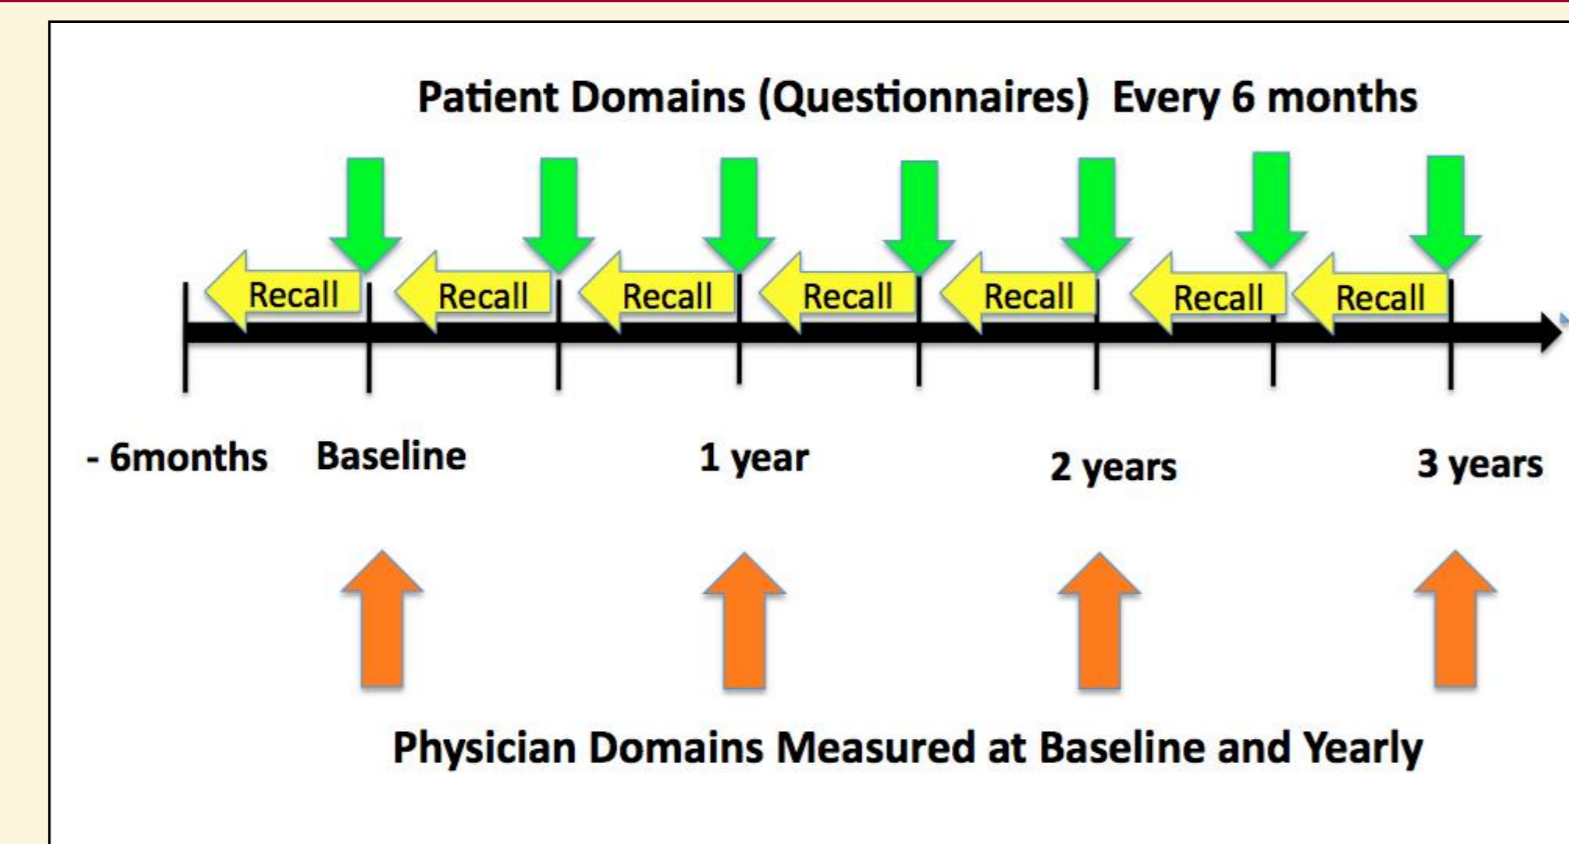 Patient Domains (Questionnaires) Every 6 months
Recall Recall Recall Recall Recall Recall Recall
- 6months Baseline 1 year 2 years 3 years
Physician Domains Measured at Baseline and Yearly